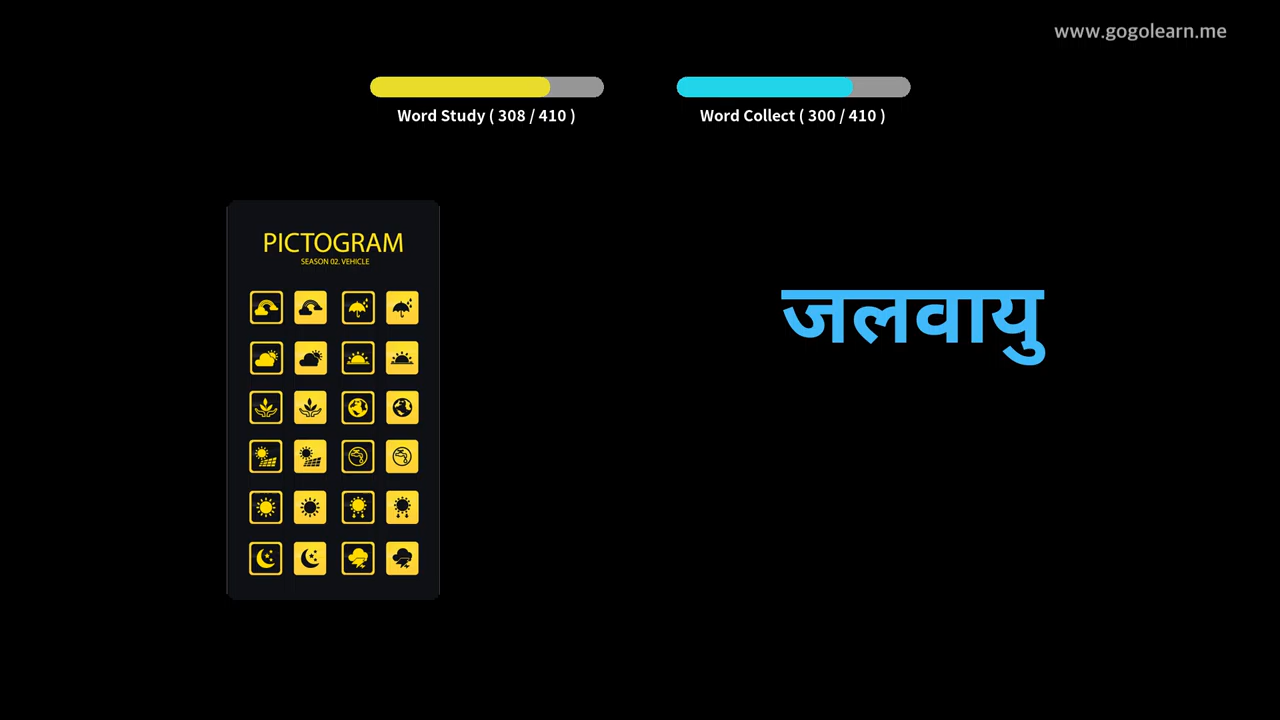 www.gogolearn.me
Word Study ( 308 / 410 )
Word Collect ( 300 / 410 )
PICTOGRAM
SEASON 02. VEHICLE
जलवायु